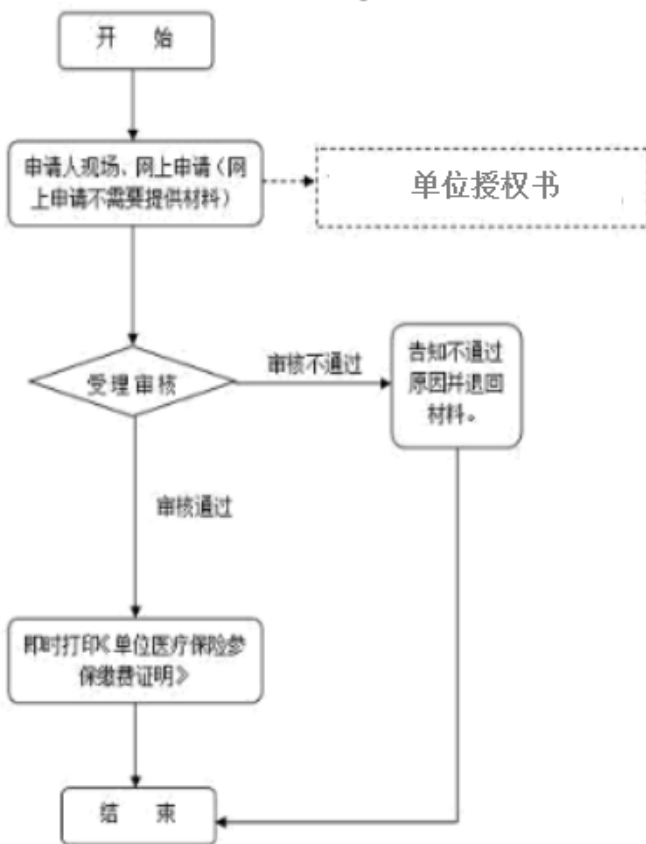 开 始
申请人现场、网上申请（网
上申请不需要提供材料）
单位授权书
受理审核
审核不通过
告知不通过
原因并退回
材料。
审核通过
即时打印《单位医疗保险参
保缴费证明》
结 束